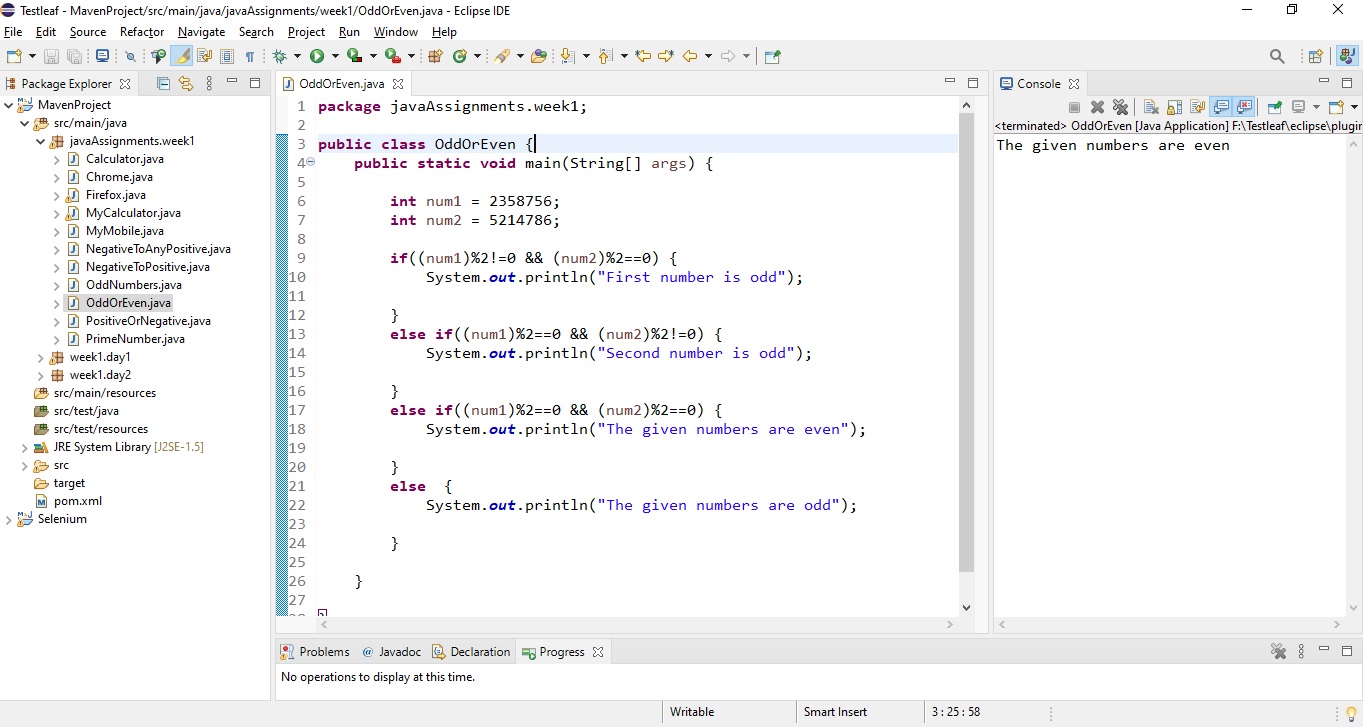 Testleaf - MavenProject/src/main/java/javaAssignments/week1/OddOrEven.java - Eclipse IDE
File Edit Source Refactor Navigate Search Project Run Window Help
Package Explorer
MavenProject
src/main/java
javaAssignments.week1
Calculator.java
Chrome.java
Firefox.java
MyCalculator.java
MyMobile.java
NegativeToAnyPositive.java
NegativeToPositive.java
OddNumbers.java
OddOrEven.java
PositiveOrNegative.java
PrimeNumber.java
week1.day1
week1.day2
src/main/resources
src/test/java
src/test/resources
JRE System Library [J2SE-1.5]
src
target
pom.xml
Selenium
OddOrEven.java
1 package javaAssignments.week1;
2
3 public class OddOrEven {
4 public static void main(String[] args) {
5
6 int num1 = 2358756;
7 int num2 = 5214786;
8
9 if((num1)%2!=0 && (num2)%2==0) {
10 System.out.println("First number is odd");
11
12 }
13 else if((num1)%2==0 && (num2)%2!=0) {
14 System.out.println("Second number is odd");
15
16 }
17 else if((num1)%2==0 && (num2)%2==0) {
18 System.out.println("The given numbers are even");
19
20 }
21 else {
22 System.out.println("The given numbers are odd");
23
24 }
25
26 }
27
}
Console
<terminated> OddOrEven [Java Application] F:\Testleaf\eclipse\plugin
The given numbers are even
Problems @ Javadoc Declaration Progress
No operations to display at this time.
Writable Smart Insert 3 : 25 : 58